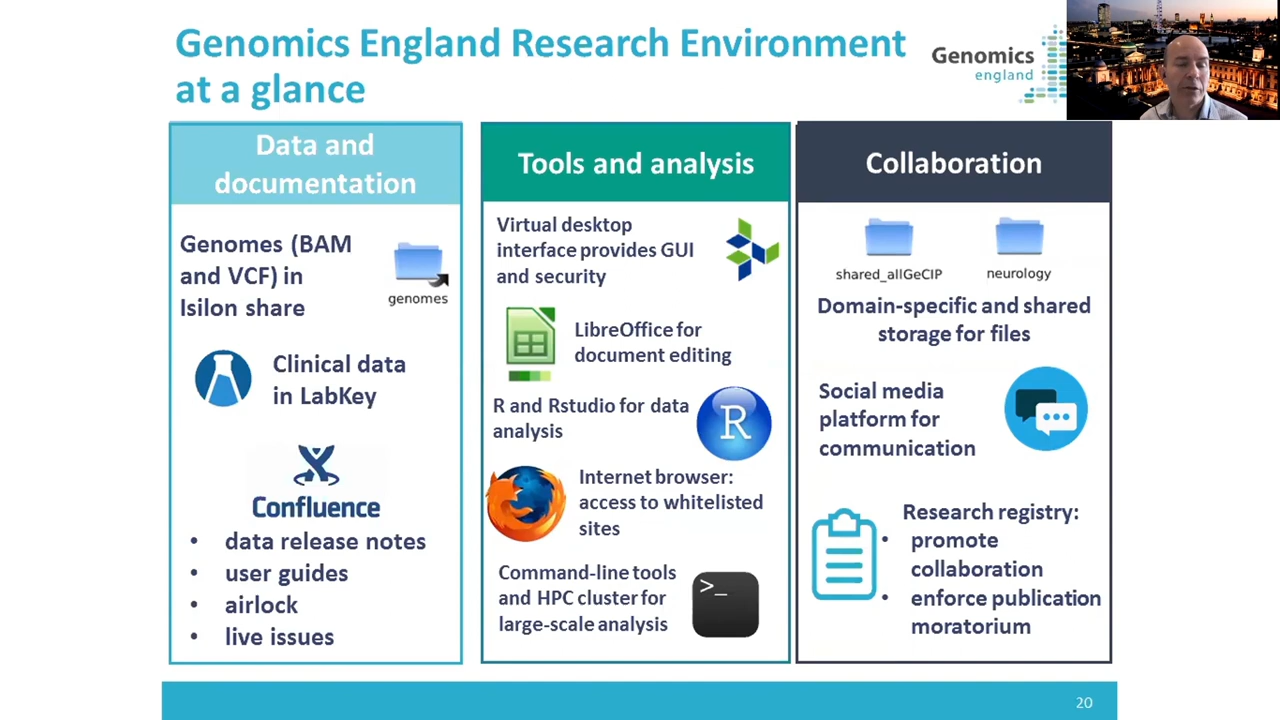 Genomics England Research Environment
at a glance
Genomics
england
Data and
documentation
Genomes (BAM
and VCF) in
Isilon share
genomes
Clinical data
in LabKey
Confluence
• data release notes
• user guides
• airlock
• live issues
Tools and analysis
Virtual desktop
interface provides GUI
and security
LibreOffice for
document editing
R and Rstudio for data
analysis
R
Internet browser:
access to whitelisted
sites
Command-line tools
and HPC cluster for
large-scale analysis
>_
Collaboration
shared_allGeCIP
neurology
Domain-specific and shared
storage for files
Social media
platform for
communication
Research registry:
• promote
collaboration
• enforce publication
moratorium
20